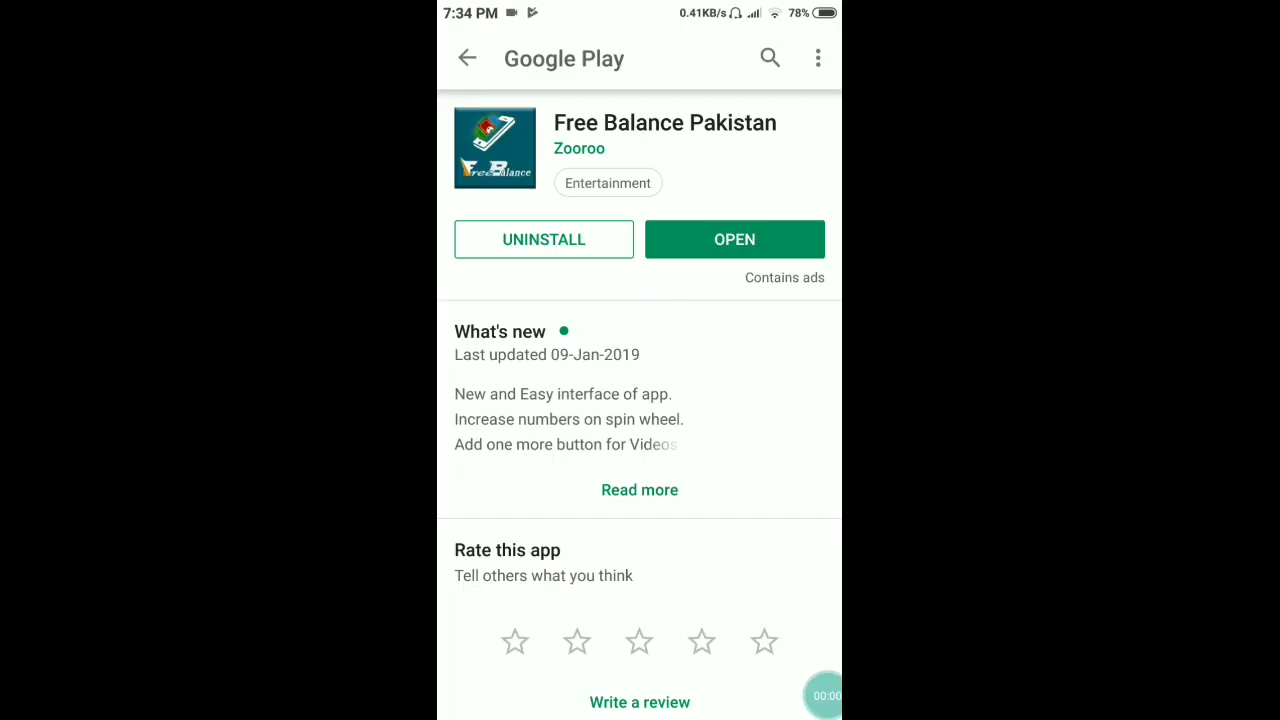 7:34 PM 0.41KB/s 78%
Google Play
Free Balance Pakistan
Zooroo
FreeBalance
Entertainment
UNINSTALL OPEN
Contains ads
What's new
Last updated 09-Jan-2019
New and Easy interface of app.
Increase numbers on spin wheel.
Add one more button for Videos
Read more
Rate this app
Tell others what you think
Write a review
00:00